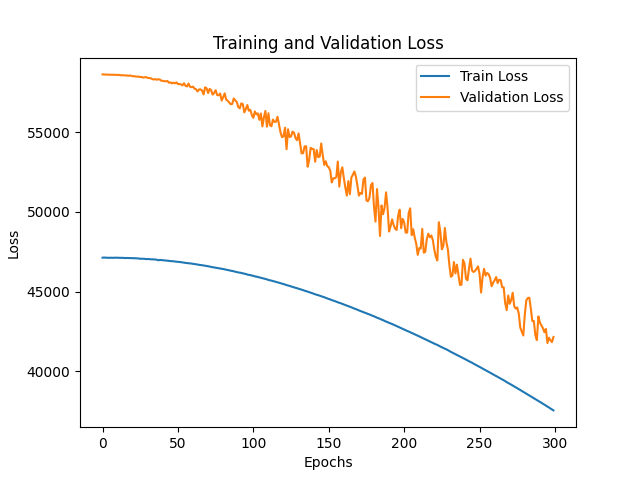 Training and Validation Loss
Train Loss
Validation Loss
55000
50000
45000
40000
Loss
0 50 100 150 200 250 300
Epochs